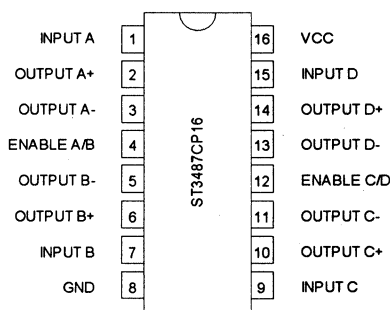 INPUT A 1 16 VCC
OUTPUT A+ 2 15 INPUT D
OUTPUT A- 3 14 OUTPUT D+
ENABLE A/B 4 13 OUTPUT D-
OUTPUT B- 5 12 ENABLE C/D
OUTPUT B+ 6 11 OUTPUT C-
INPUT B 7 10 OUTPUT C+
GND 8 9 INPUT C
ST3487CP16